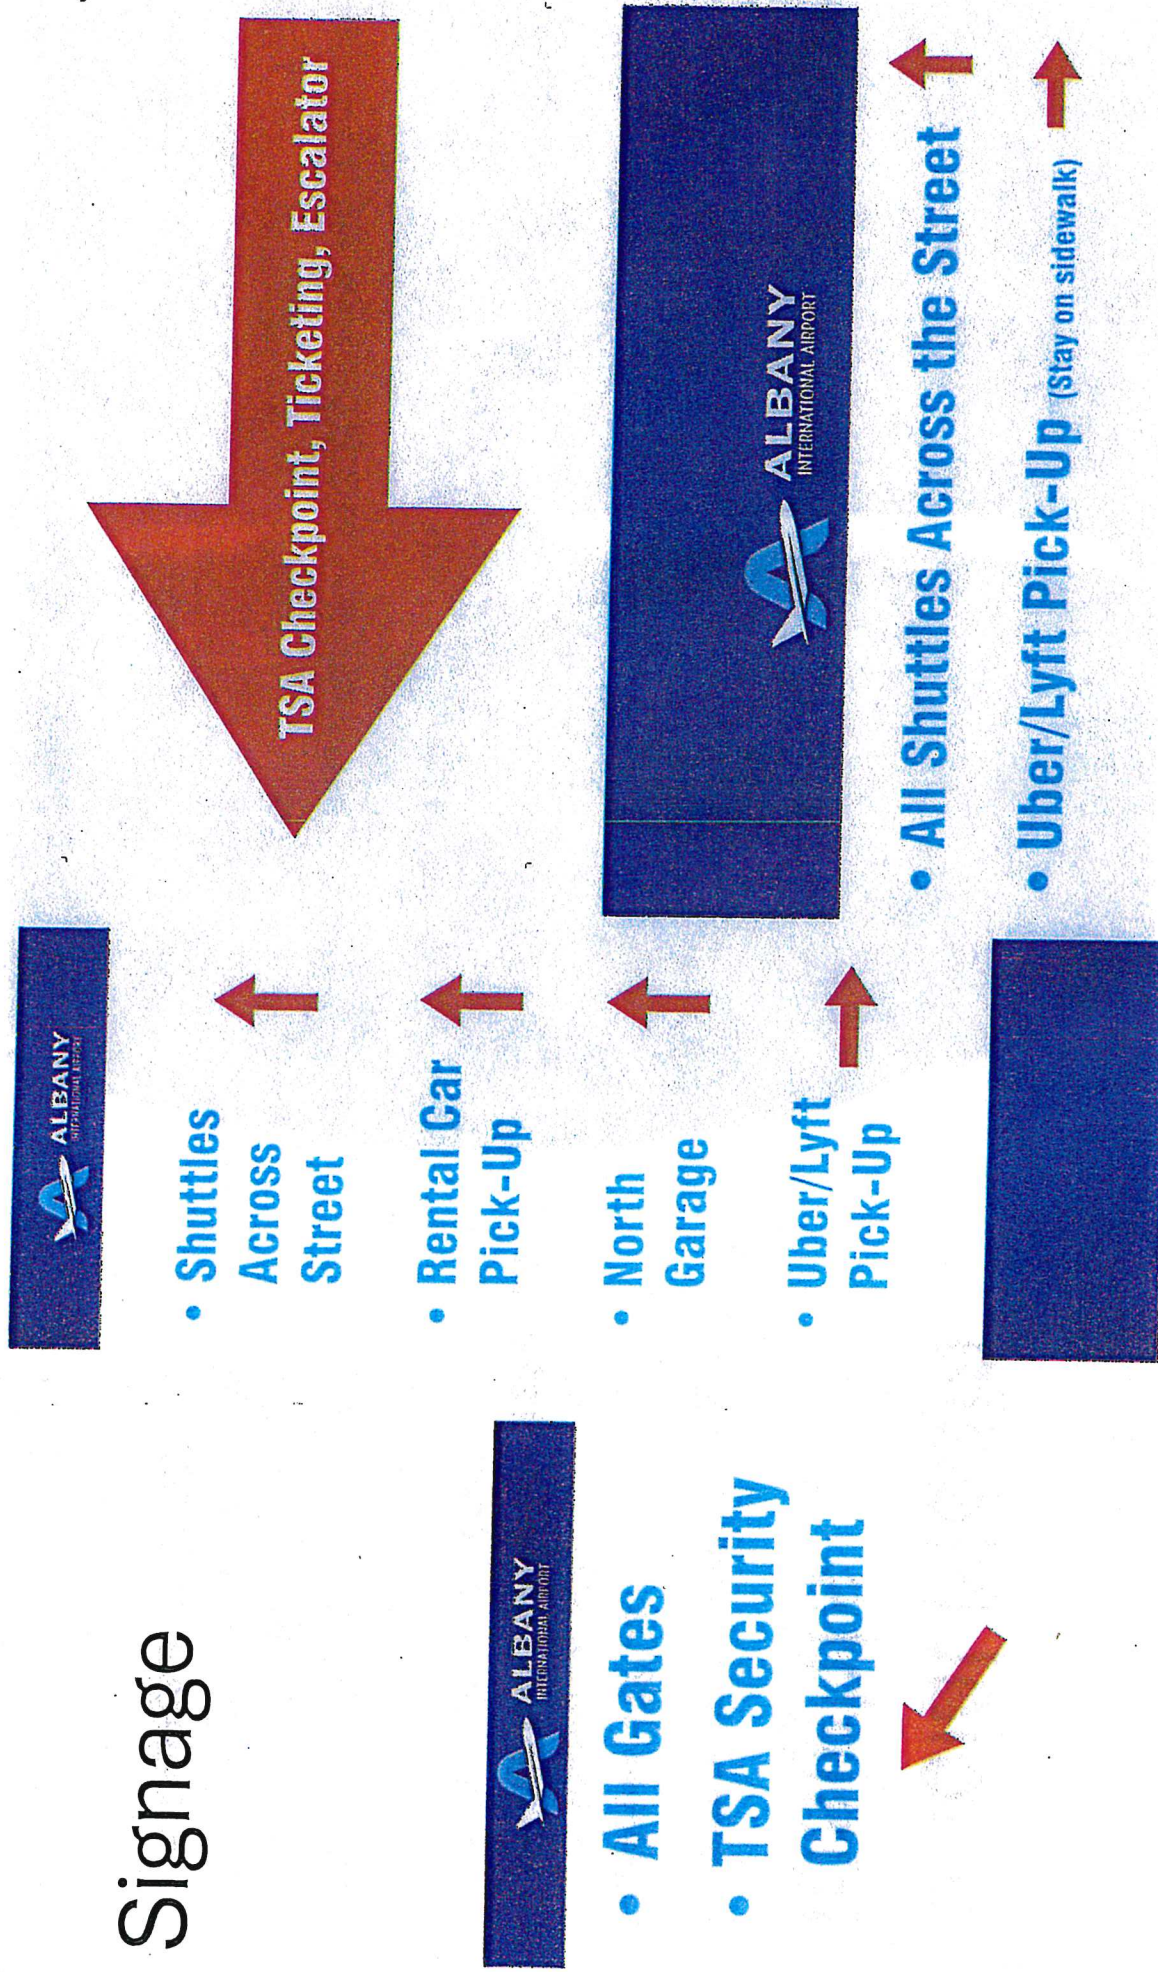 Signage
ALBANY
INTERNATIONAL AIRPORT
• All Gates
• TSA Security
Checkpoint
ALBANY
INTERNATIONAL AIRPORT
• Shuttles
Across
Street
• Rental Car
Pick-Up
• North
Garage
• Uber/Lyft
Pick-Up
TSA Checkpoint, Ticketing, Escalator
ALBANY
INTERNATIONAL AIRPORT
• All Shuttles Across the Street
• Uber/Lyft Pick-Up (Stay on sidewalk)